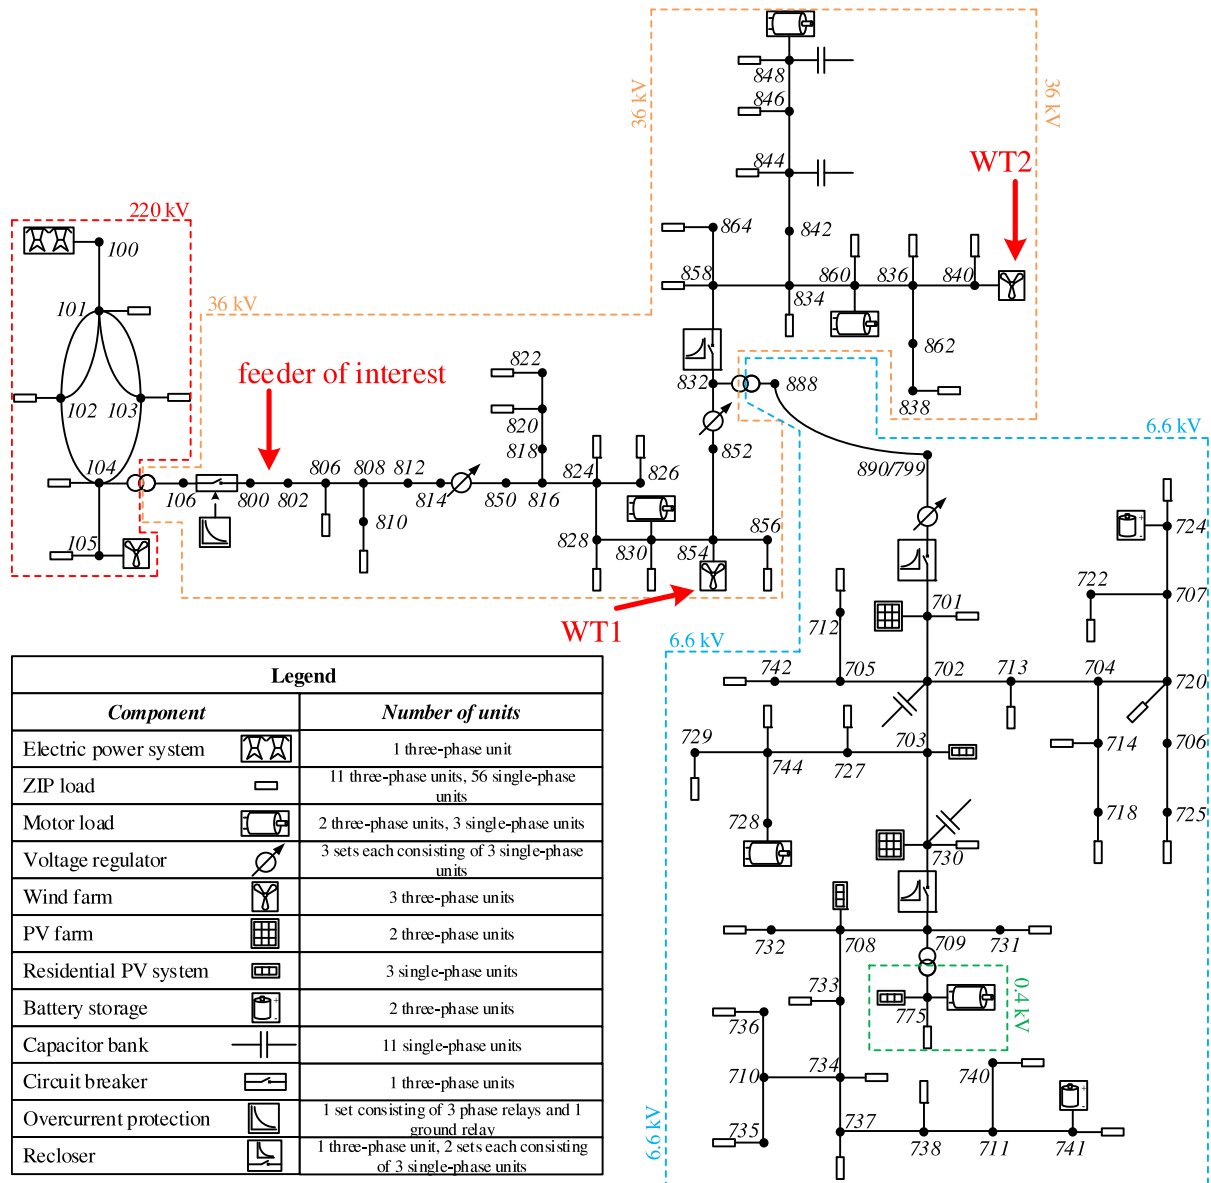 36 kV
36 kV
848
846
WT2
844
220 kV
864
842
100
858
860
836
840
834
36 kV
101
862
822
feeder of interest
832
888
838
102
103
820
6.6 kV
852
818
890/799
104
806
808
812
824
826
106
800
802
814
850
816
724
810
856
105
828
830
854
722
707
701
WT1
712
6.6 kV
742
705
702
713
704
720
729
703
714
706
744
727
728
718
725
730
732
708
709
731
733
0.4 kV
775
736
740
710
734
6.6 kV
735
737
738
711
741
Legend
Component
Number of units
Electric power system
1 three-phase unit
ZIP load
11 three-phase units, 56 single-phase
units
Motor load
2 three-phase units, 3 single-phase units
Voltage regulator
3 sets each consisting of 3 single-phase
units
Wind farm
3 three-phase units
PV farm
2 three-phase units
Residential PV system
3 single-phase units
Battery storage
2 three-phase units
Capacitor bank
11 single-phase units
Circuit breaker
1 three-phase units
Overcurrent protection
1 set consisting of 3 phase relays and 1
ground relay
Recloser
1 three-phase unit, 2 sets each consisting
of 3 single-phase units